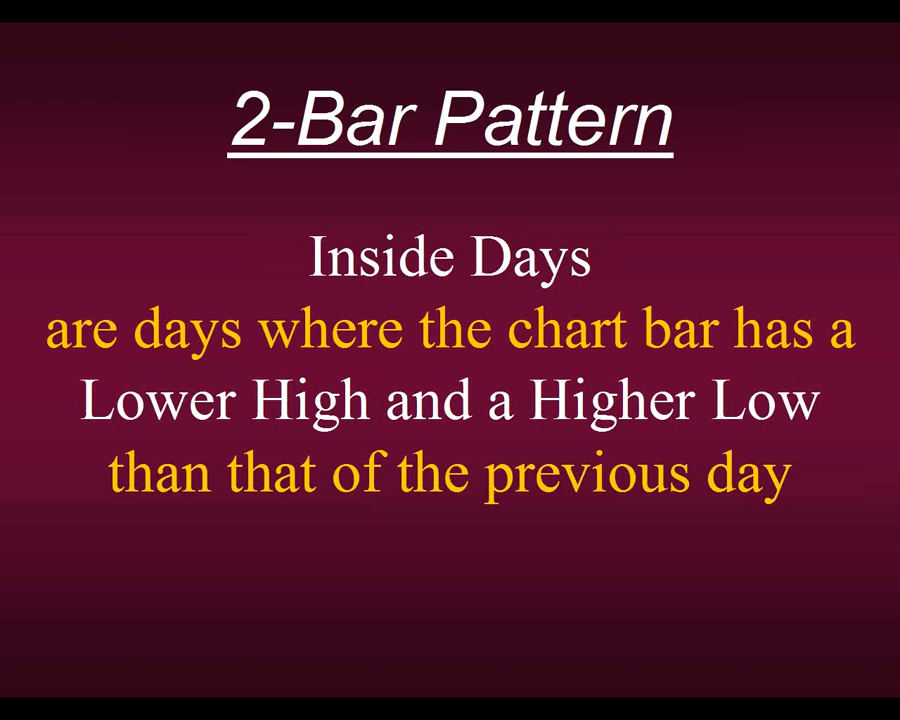 2-Bar Pattern
Inside Days
are days where the chart bar has a
Lower High and a Higher Low
than that of the previous day